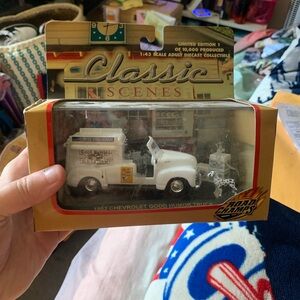 LIMITED EDITION 1
OF 10,000 PRODUCED
1:43 SCALE ADULT DIECAST COLLECTIBLE
Classic
SCENES
1953 CHEVROLET GOOD HUMOR TRUCK
ROAD
CHAMPS